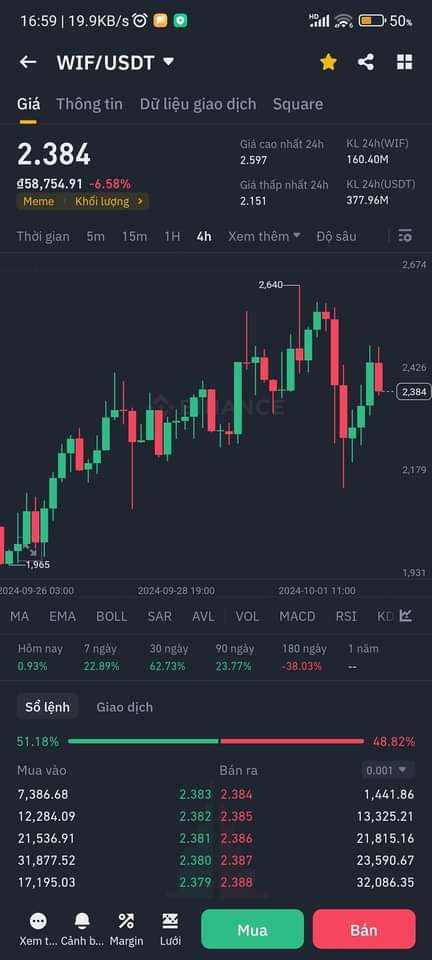 16:59 | 19.9KB/s HD 50%
WIF/USDT
Giá Thông tin Dữ liệu giao dịch Square
2.384
₫58,754.91 -6.58%
Meme Khối lượng >
Giá cao nhất 24h KL 24h(WIF)
2.597 160.40M
Giá thấp nhất 24h KL 24h(USDT)
2.151 377.96M
Thời gian 5m 15m 1H 4h Xem thêm Độ sâu
2,674
2,640
2,426
2,384
BINANCE
2,179
1,965
1,931
2024-09-26 03:00 2024-09-28 19:00 2024-10-01 11:00
MA EMA BOLL SAR AVL VOL MACD RSI KD
Hôm nay 7 ngày 30 ngày 90 ngày 180 ngày 1 năm
0.93% 22.89% 62.73% 23.77% -38.03% --
Sổ lệnh Giao dịch
51.18% 48.82%
Mua vào Bán ra 0.001
7,386.68 2.383 2.384 1,441.86
12,284.09 2.382 2.385 13,325.21
21,536.91 2.381 2.386 21,815.16
31,877.52 2.380 2.387 23,590.67
17,195.03 2.379 2.388 32,086.35
Xem t... Cảnh b... Margin Lưới Mua Bán